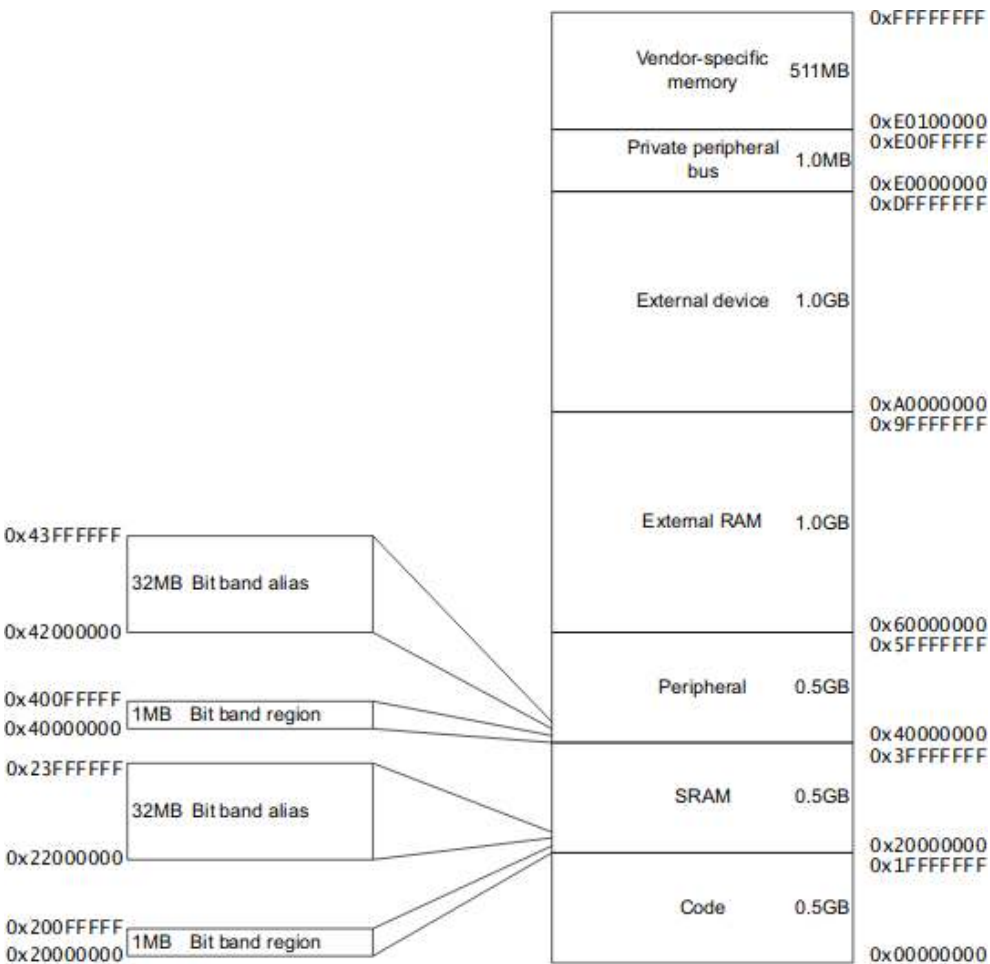 0xFFFFFFFF
Vendor-specific
memory
511MB
0xE0100000
0xE00FFFFF
Private peripheral
bus
1.0MB
0xE0000000
0xDFFFFFFF
External device 1.0GB
0xA0000000
0x9FFFFFFF
External RAM 1.0GB
0x43FFFFFF
32MB Bit band alias
0x42000000
0x60000000
0x5FFFFFFF
Peripheral 0.5GB
0x400FFFFF
1MB Bit band region
0x40000000
0x40000000
0x3FFFFFFF
0x23FFFFFF
32MB Bit band alias
0x22000000
SRAM 0.5GB
0x20000000
0x1FFFFFFF
Code 0.5GB
0x200FFFFF
1MB Bit band region
0x20000000
0x00000000